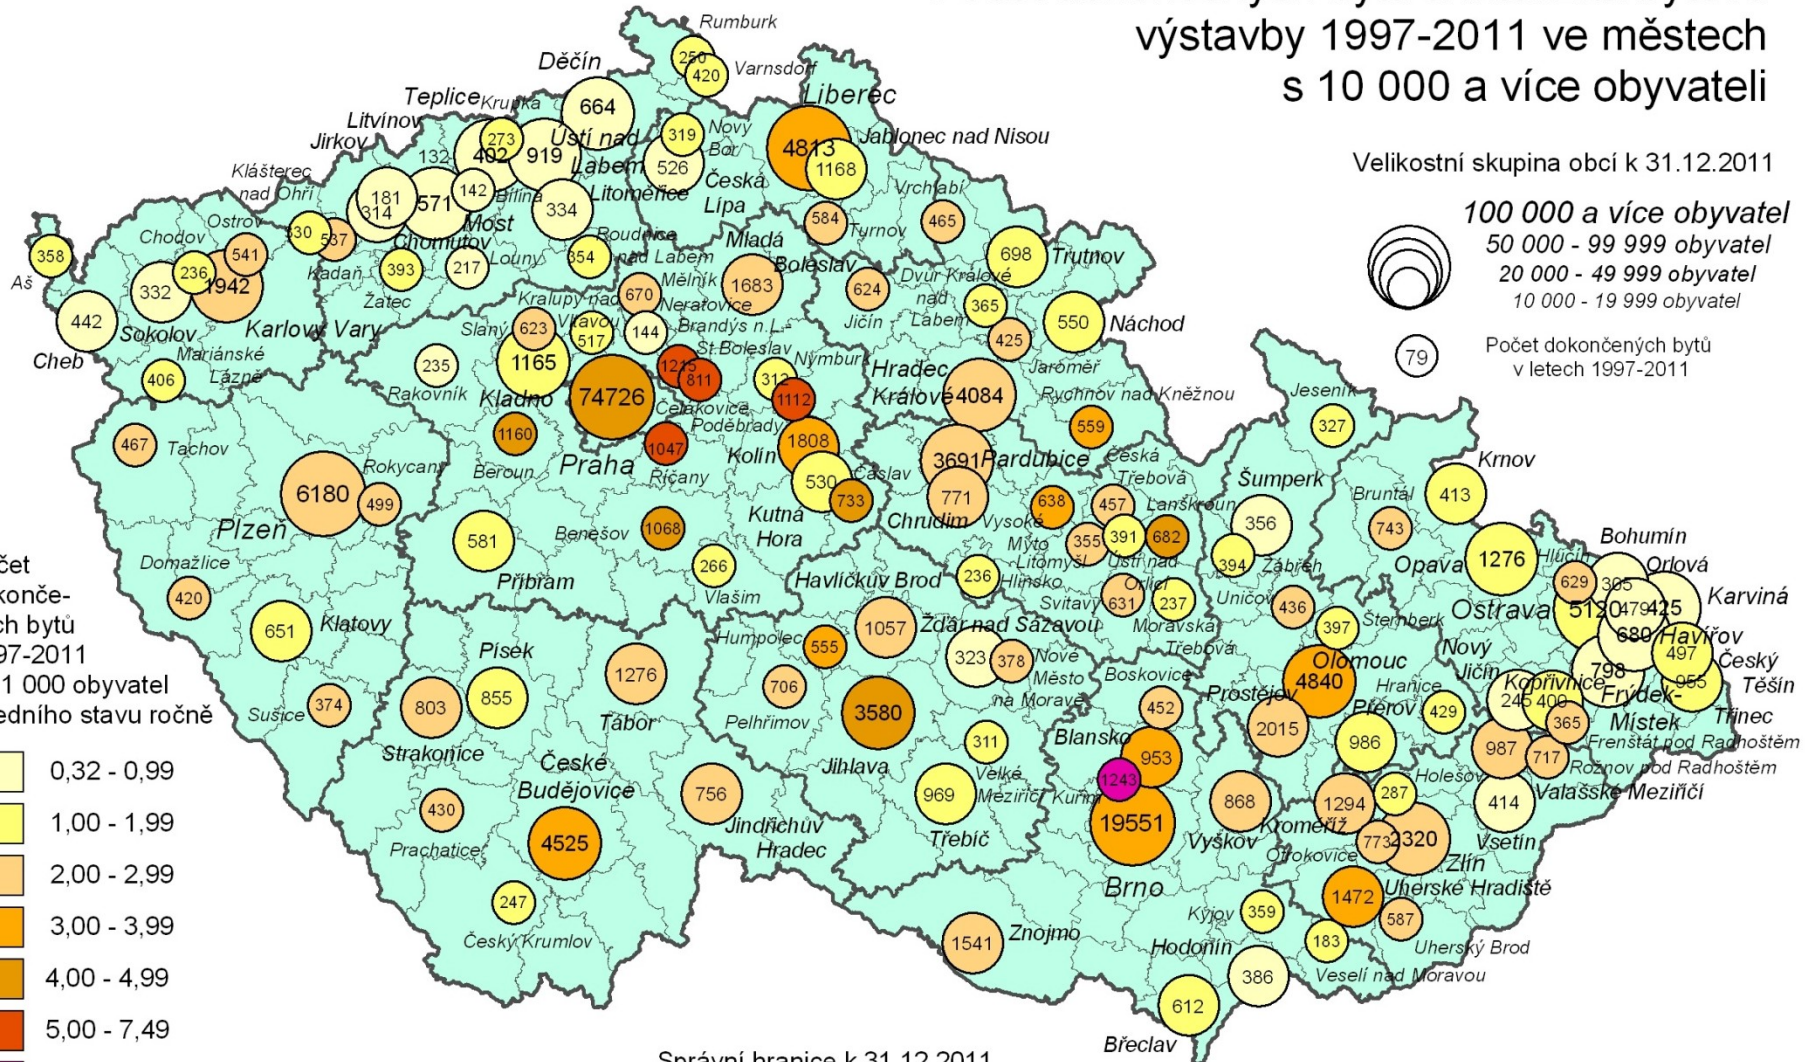 výstavby 1997-2011 ve městech
s 10 000 a více obyvateli
Velikostní skupina obcí k 31.12.2011
100 000 a více obyvatel
50 000 - 99 999 obyvatel
20 000 - 49 999 obyvatel
10 000 - 19 999 obyvatel
79
Počet dokončených bytů
v letech 1997-2011
Rumburk
250
420
Varnsdorf
Děčín
664
Teplice
Krupka
273
402
Litvínov
132
Jirkov
181
314
Chomutov
571
Most
142
Bílina
919
Ústí nad
Labem
Litoměřice
334
319
Nový
Bor
526
Česká
Lípa
Liberec
4813
Jablonec nad Nisou
1168
Klášterec
nad Ohří
330
537
Kadaň
Ostrov
541
Chodov
236
1942
Karlovy Vary
332
Sokolov
358
Aš
442
Cheb
Mariánské
Lázně
406
393
Žatec
217
Louny
Roudnice
nad Labem
354
Mělník
670
Neratovice
144
Mladá
Boleslav
1683
584
Turnov
Vrchlabí
465
698
Trutnov
624
Jičín
Dvůr Králové
nad
Labem
365
550
Náchod
425
Jaroměř
Kralupy nad
Vltavou
517
Slaný
623
1165
Kladno
235
Rakovník
74726
Praha
Brandýs n.L.-
St.Boleslav
1215
811
Čelákovice
Nymburk
312
1112
Poděbrady
1808
Kolín
530
Kutná
Hora
733
Čáslav
1047
Říčany
1160
Beroun
Hradec
Králové
4084
Rychnov nad Kněžnou
559
3691
Pardubice
771
Chrudim
Vysoké
Mýto
638
Česká
Třebová
457
Lanškroun
682
355
Litomyšl
391
Ústí nad
Orlicí
Svitavy
631
237
Moravská
Třebová
236
Hlinsko
467
Tachov
6180
Plzeň
Rokycany
499
Domažlice
420
651
Klatovy
374
Sušice
581
Příbram
1068
Benešov
266
Vlašim
Písek
855
803
Strakonice
1276
Tábor
430
Prachatice
České
Budějovice
4525
247
Český Krumlov
756
Jindřichův
Hradec
Havlíčkův Brod
1057
Humpolec
555
706
Pelhřimov
3580
Jihlava
Žďár nad Sázavou
323
378
Nové
Město
na Moravě
311
Velké
Meziříčí
969
Třebíč
Boskovice
452
Blansko
953
1243
Kuřim
19551
Brno
868
Vyškov
1541
Znojmo
Kyjov
359
Hodonín
386
612
Břeclav
183
Veselí nad Moravou
1472
Uherské Hradiště
587
Uherský Brod
Jeseník
327
Šumperk
356
394
Zábřeh
Bruntál
743
Krnov
413
1276
Opava
Hlučín
629
Uničov
436
397
Šternberk
Olomouc
4840
Prostějov
2015
Přerov
986
Hranice
429
Bohumín
305
Orlová
479
425
Karviná
Ostrava
5120
680
Havířov
497
Český
Těšín
955
Třinec
798
Frýdek-
Místek
Nový
Jičín
245
Kopřivnice
400
365
Frenštát pod Radhoštěm
717
Rožnov pod Radhoštěm
987
Valašské Meziříčí
414
Vsetín
Holešov
287
1294
Kroměříž
773
Otrokovice
2320
Zlín
čet
konče-
ch bytů
97-2011
1 000 obyvatel
edního stavu ročně
0,32 - 0,99
1,00 - 1,99
2,00 - 2,99
3,00 - 3,99
4,00 - 4,99
5,00 - 7,49
Správní hranice k 31.12.2011